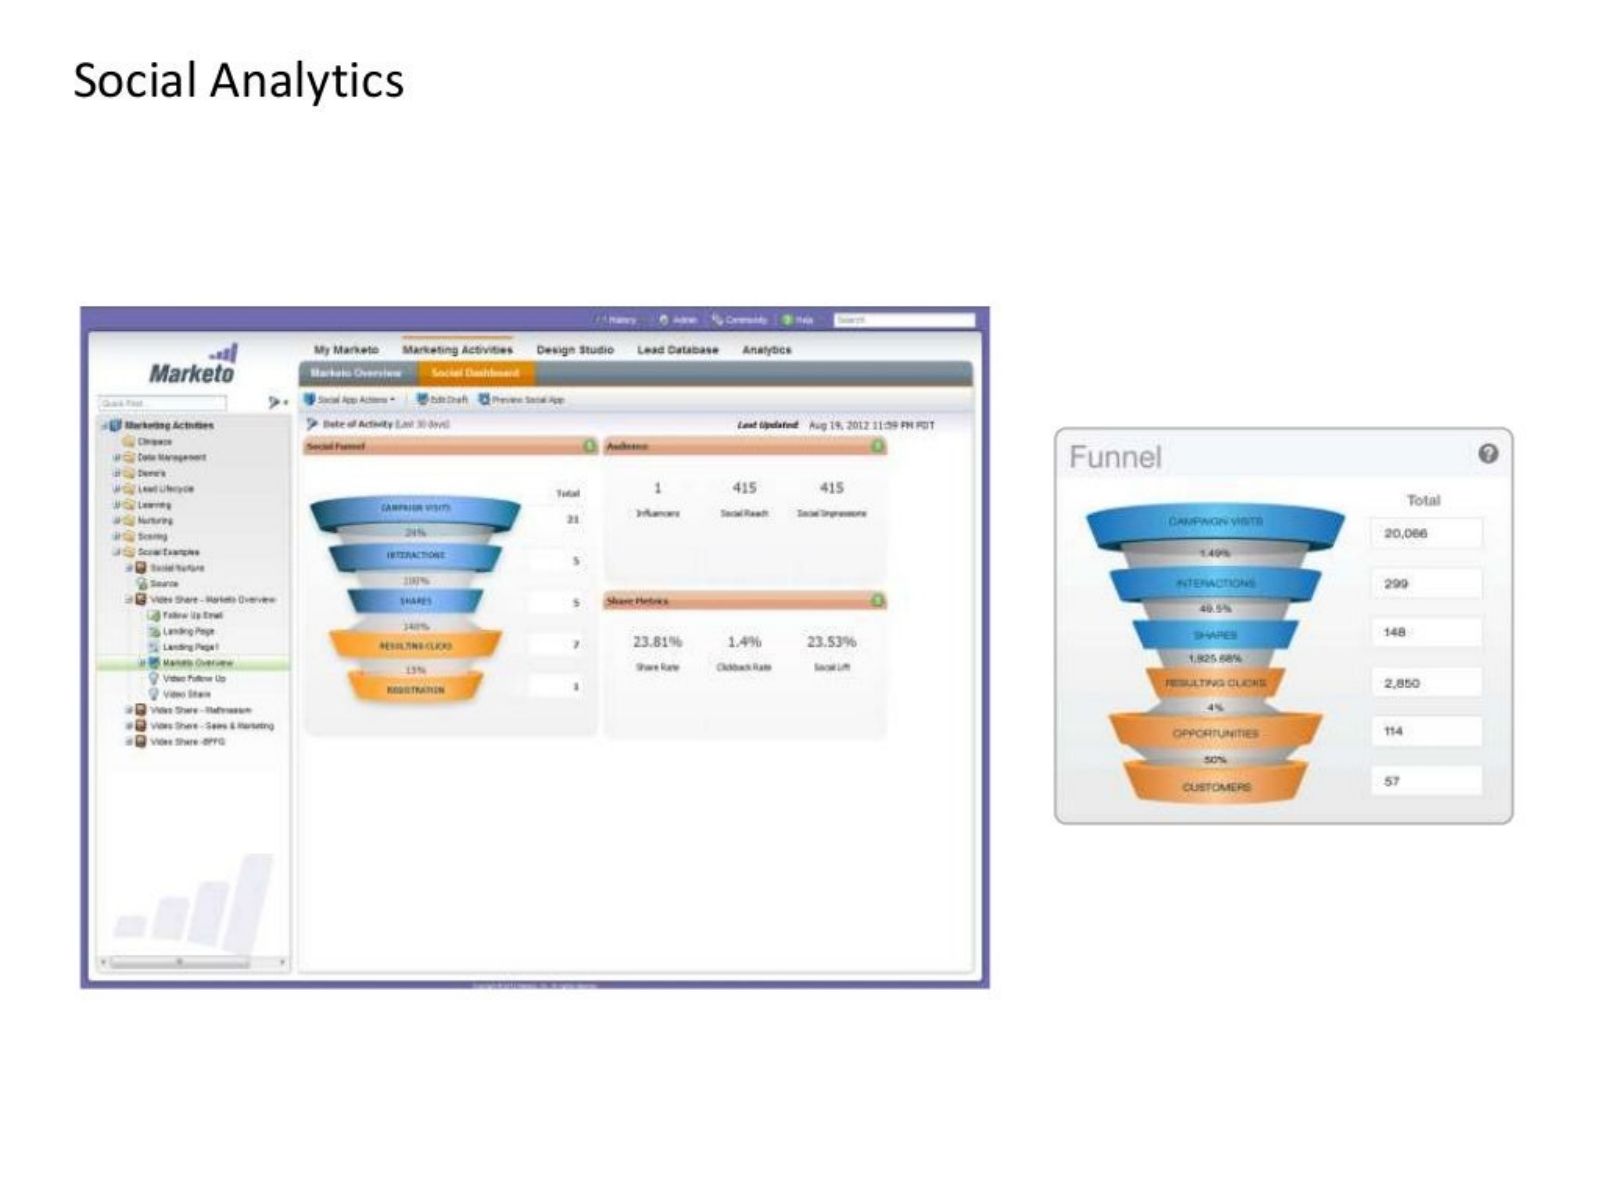 Social Analytics
History Admin Community Help Search
Marketo
My Marketo Marketing Activities Design Studio Lead Database Analytics
Marketo Overview Social Dashboard
Quick Find...
Social App Actions Edit Draft Preview Social App
Date of Activity (Last 30 days)
Last Updated Aug 19, 2012 11:59 PM PDT
Marketing Activities
Data Management
Demo's
Lead Lifecycle
Learning
Nurturing
Scoring
Social Examples
Social Nurture
Source
Video Share - Marketo Overview
Follow Up Email
Landing Page
Landing Page1
Marketo Overview
Video Follow Up
Video Share
Video Share -
Video Share - Sales & Marketing
Video Share -
Social Funnel
Total
CAMPAIGN VISITS
21
24%
INTERACTIONS
5
100%
SHARES
5
140%
RESULTING CLICKS
7
15%
REGISTRATION
1
Audience
1 415 415
Influencers Social Reach Social Impressions
Share Metrics
23.81% 1.4% 23.53%
Share Rate Clickback Rate Social Lift
Funnel
?
Total
CAMPAIGN VISITS
20,086
1.49%
INTERACTIONS
299
49.5%
SHARES
148
1,925.68%
RESULTING CLICKS
2,850
4%
OPPORTUNITIES
114
50%
CUSTOMERS
57